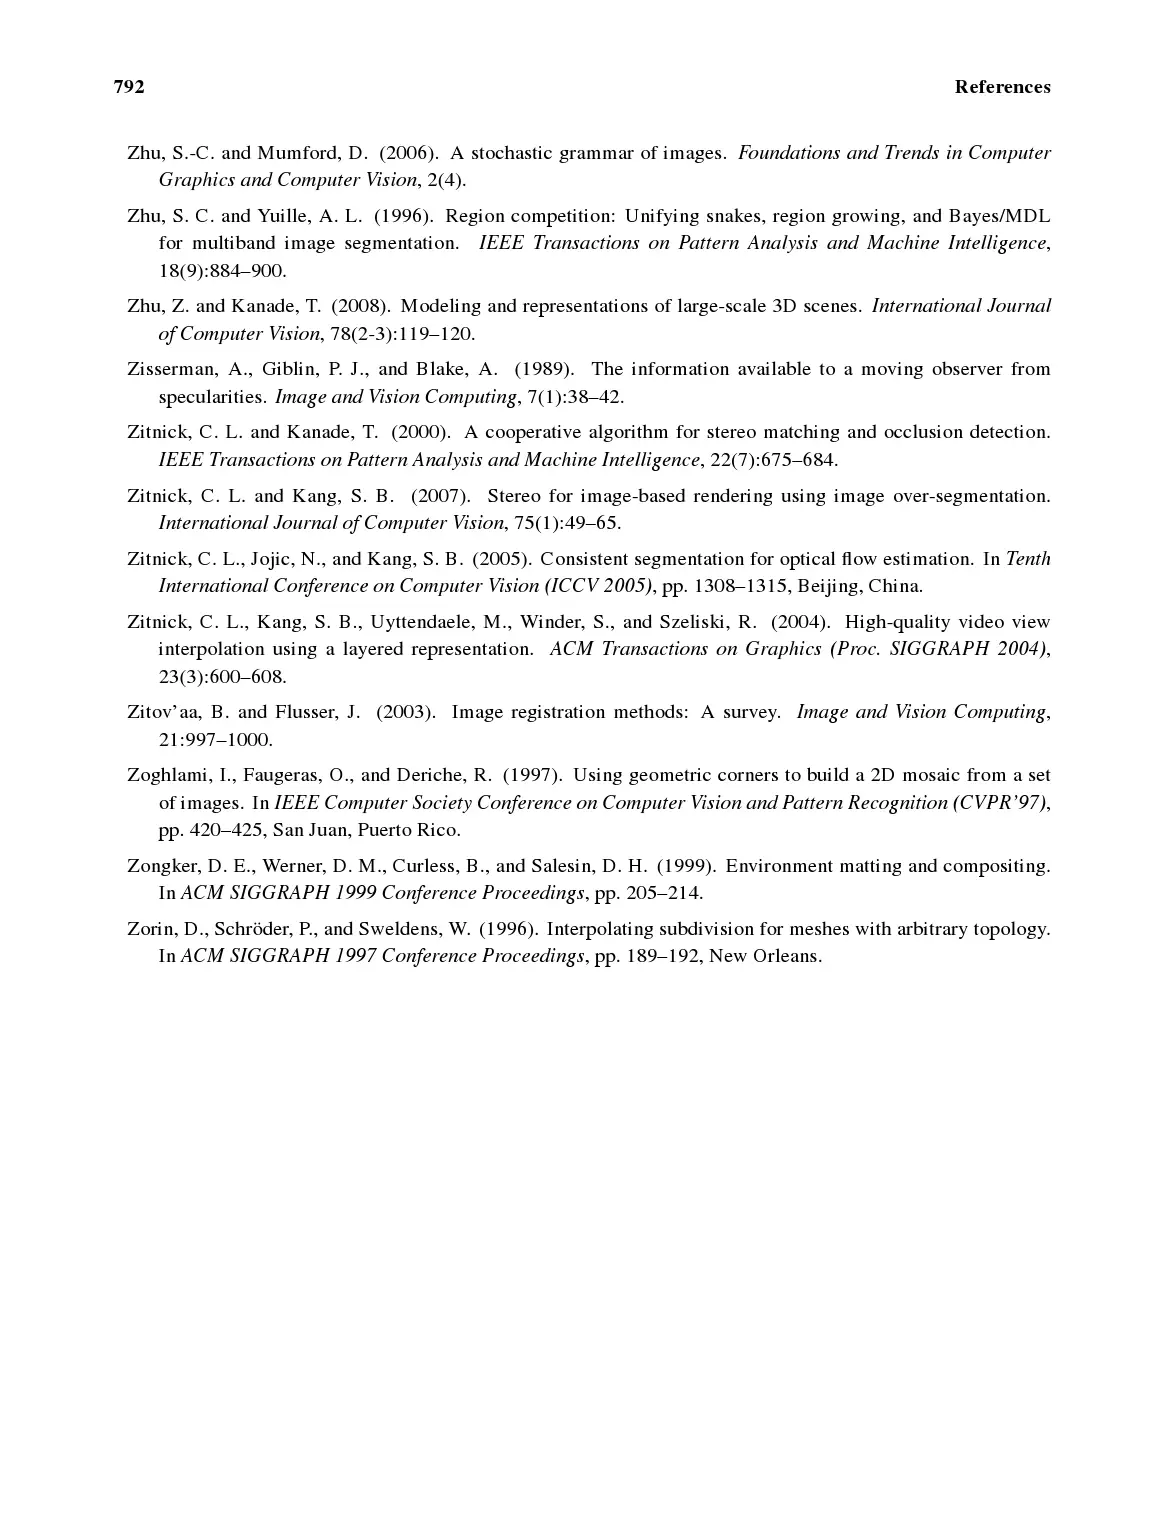 792 References
Zhu, S.-C. and Mumford, D. (2006). A stochastic grammar of images. Foundations and Trends in Computer
Graphics and Computer Vision, 2(4).
Zhu, S. C. and Yuille, A. L. (1996). Region competition: Unifying snakes, region growing, and Bayes/MDL
for multiband image segmentation. IEEE Transactions on Pattern Analysis and Machine Intelligence,
18(9):884–900.
Zhu, Z. and Kanade, T. (2008). Modeling and representations of large-scale 3D scenes. International Journal
of Computer Vision, 78(2-3):119–120.
Zisserman, A., Giblin, P. J., and Blake, A. (1989). The information available to a moving observer from
specularities. Image and Vision Computing, 7(1):38–42.
Zitnick, C. L. and Kanade, T. (2000). A cooperative algorithm for stereo matching and occlusion detection.
IEEE Transactions on Pattern Analysis and Machine Intelligence, 22(7):675–684.
Zitnick, C. L. and Kang, S. B. (2007). Stereo for image-based rendering using image over-segmentation.
International Journal of Computer Vision, 75(1):49–65.
Zitnick, C. L., Jojic, N., and Kang, S. B. (2005). Consistent segmentation for optical flow estimation. In Tenth
International Conference on Computer Vision (ICCV 2005), pp. 1308–1315, Beijing, China.
Zitnick, C. L., Kang, S. B., Uyttendaele, M., Winder, S., and Szeliski, R. (2004). High-quality video view
interpolation using a layered representation. ACM Transactions on Graphics (Proc. SIGGRAPH 2004),
23(3):600–608.
Zitov'aa, B. and Flusser, J. (2003). Image registration methods: A survey. Image and Vision Computing,
21:997–1000.
Zoghlami, I., Faugeras, O., and Deriche, R. (1997). Using geometric corners to build a 2D mosaic from a set
of images. In IEEE Computer Society Conference on Computer Vision and Pattern Recognition (CVPR'97),
pp. 420–425, San Juan, Puerto Rico.
Zongker, D. E., Werner, D. M., Curless, B., and Salesin, D. H. (1999). Environment matting and compositing.
In ACM SIGGRAPH 1999 Conference Proceedings, pp. 205–214.
Zorin, D., Schröder, P., and Sweldens, W. (1996). Interpolating subdivision for meshes with arbitrary topology.
In ACM SIGGRAPH 1997 Conference Proceedings, pp. 189–192, New Orleans.